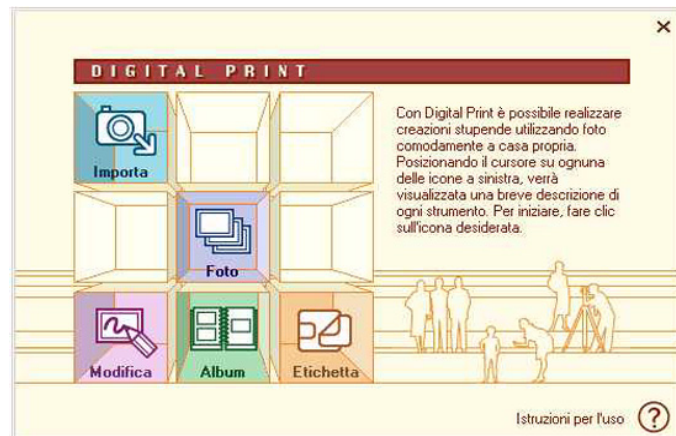 DIGITAL PRINT
Importa
Con Digital Print è possibile realizzare
creazioni stupende utilizzando foto
comodamente a casa propria.
Posizionando il cursore su ognuna
delle icone a sinistra, verrà
visualizzata una breve descrizione di
ogni strumento. Per iniziare, fare clic
sull'icona desiderata.
Foto
Modifica
Album
Etichetta
Istruzioni per l'uso
?